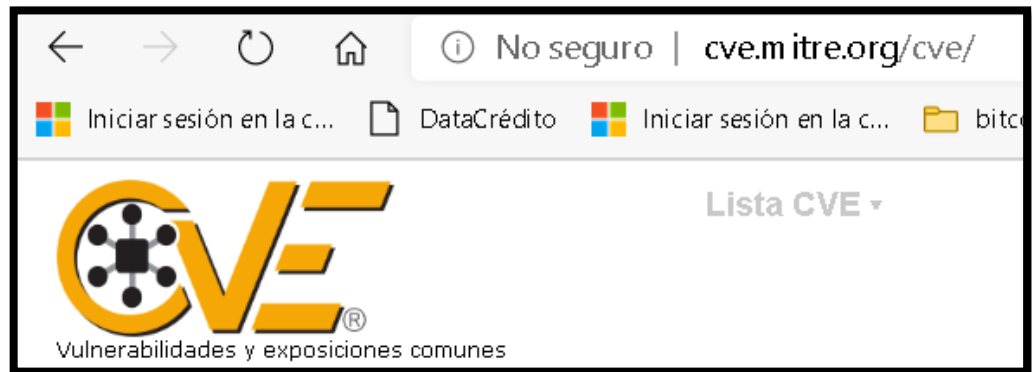 No seguro | cve.mitre.org/cve/
Iniciar sesión en la c... DataCrédito Iniciar sesión en la c... bitc
CVE®
Lista CVE ▾
Vulnerabilidades y exposiciones comunes